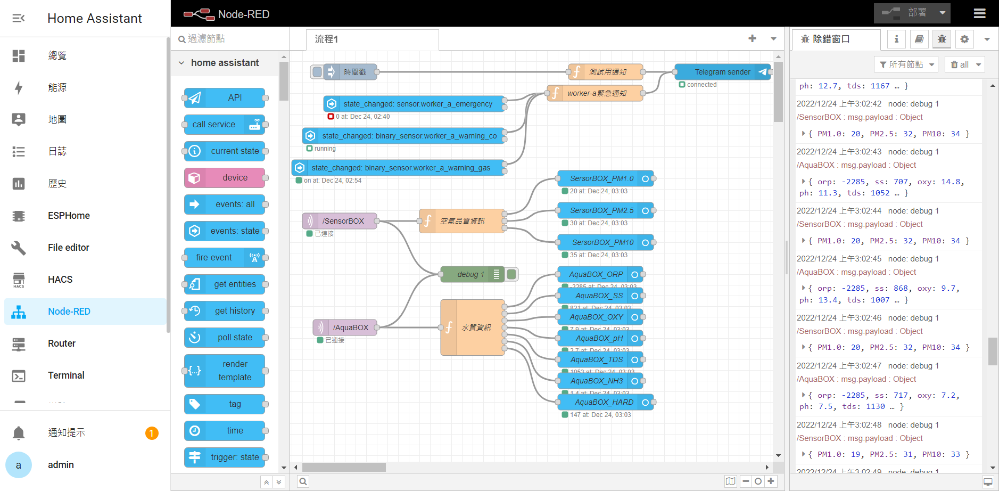 Home Assistant
總覽
能源
地圖
日誌
歷史
ESPHome
File editor
HACS
HACS
Node-RED
Router
Terminal
通知提示
1
a
admin
Node-RED
部署
過濾節點
home assistant
API
call service
current state
device
events: all
events: state
fire event
get entities
get history
poll state
render
template
tag
time
trigger: state
流程1
時間戳
測試用通知
Telegram sender
connected
worker-a緊急通知
state_changed: sensor.worker_a_emergency
0 at: Dec 24, 02:40
state_changed: binary_sensor.worker_a_warning_co
running
state_changed: binary_sensor.worker_a_warning_gas
on at: Dec 24, 02:54
SersorBOX_PM1.0
20 at: Dec 24, 03:03
SersorBOX_PM2.5
30 at: Dec 24, 03:03
/SensorBOX
已連接
空氣品質資訊
SersorBOX_PM10
35 at: Dec 24, 03:03
debug 1
AquaBOX_ORP
-2285 at: Dec 24, 03:03
AquaBOX_SS
821 at: Dec 24, 03:03
AquaBOX_OXY
7.9 at: Dec 24, 03:03
/AquaBOX
已連接
水質資訊
AquaBOX_pH
2.7 at: Dec 24, 03:03
AquaBOX_TDS
1053 at: Dec 24, 03:03
AquaBOX_NH3
1.4 at: Dec 24, 03:03
AquaBOX_HARD
147 at: Dec 24, 03:03
除錯窗口
i
所有節點
all
ph: 12.7, tds: 1167 … }
2022/12/24 上午3:02:42 node: debug 1
/SensorBOX : msg.payload : Object
{ PM1.0: 20, PM2.5: 32, PM10: 34 }
2022/12/24 上午3:02:43 node: debug 1
/AquaBOX : msg.payload : Object
{ orp: -2285, ss: 707, oxy: 14.8,
ph: 11.3, tds: 1052 … }
2022/12/24 上午3:02:44 node: debug 1
/SensorBOX : msg.payload : Object
{ PM1.0: 20, PM2.5: 32, PM10: 34 }
2022/12/24 上午3:02:45 node: debug 1
/AquaBOX : msg.payload : Object
{ orp: -2285, ss: 868, oxy: 9.7,
ph: 13.4, tds: 1007 … }
2022/12/24 上午3:02:46 node: debug 1
/SensorBOX : msg.payload : Object
{ PM1.0: 20, PM2.5: 32, PM10: 34 }
2022/12/24 上午3:02:47 node: debug 1
/AquaBOX : msg.payload : Object
{ orp: -2285, ss: 717, oxy: 7.2,
ph: 7.5, tds: 1130 … }
2022/12/24 上午3:02:48 node: debug 1
/SensorBOX : msg.payload : Object
{ PM1.0: 19, PM2.5: 31, PM10: 33 }
2022/12/24 上午3:02:49 node: debug 1